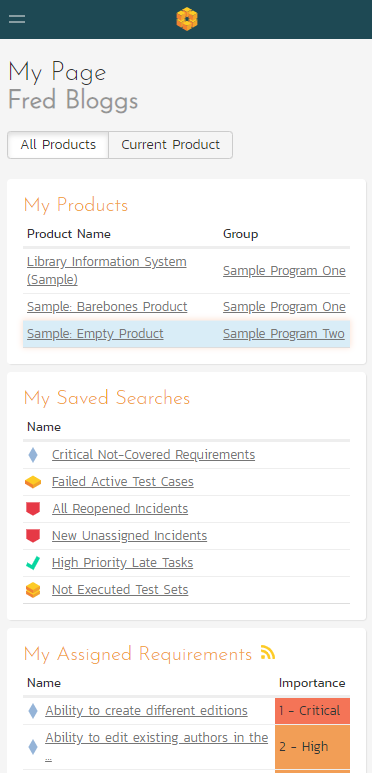 My Page
Fred Bloggs
All Products Current Product
My Products
Product Name Group
Library Information System
(Sample) Sample Program One
Sample: Barebones Product Sample Program One
Sample: Empty Product Sample Program Two
My Saved Searches
Name
Critical Not-Covered Requirements
Failed Active Test Cases
All Reopened Incidents
New Unassigned Incidents
High Priority Late Tasks
Not Executed Test Sets
My Assigned Requirements
Name Importance
Ability to create different editions 1 - Critical
Ability to edit existing authors in the
... 2 - High